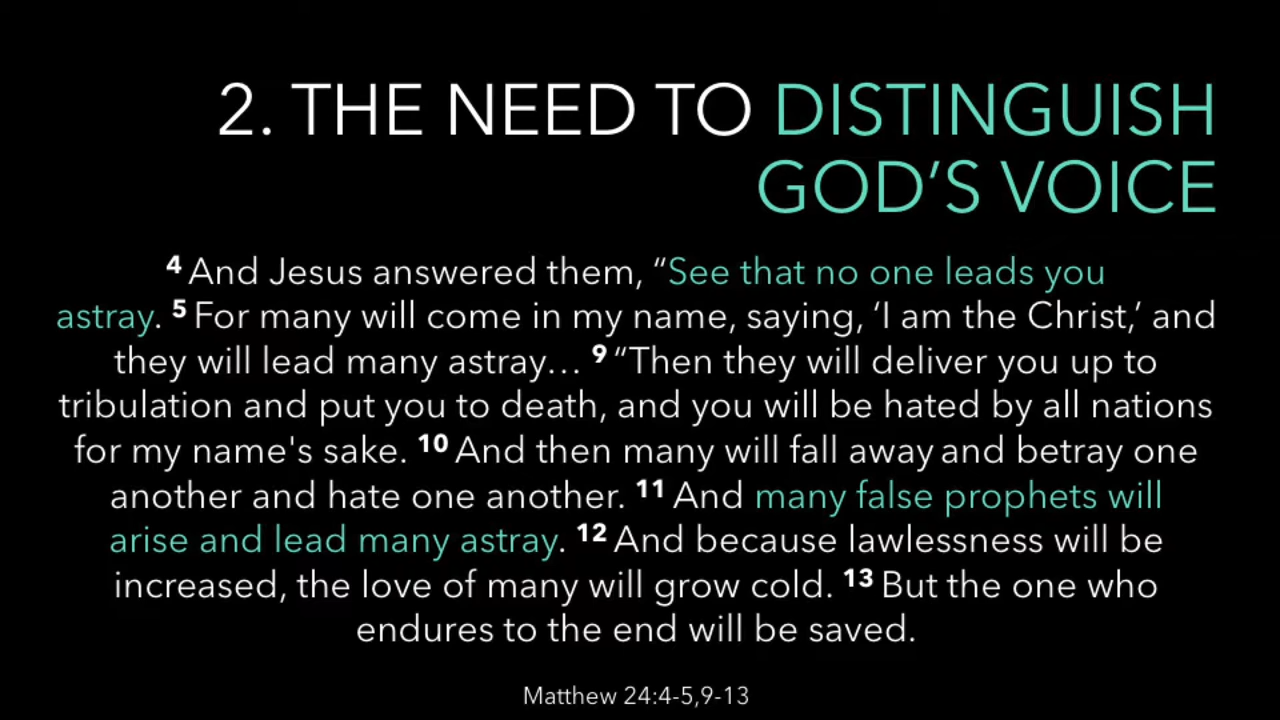 2. THE NEED TO DISTINGUISH
GOD’S VOICE
4 And Jesus answered them, “See that no one leads you
astray. 5 For many will come in my name, saying, ‘I am the Christ,’ and
they will lead many astray… 9 “Then they will deliver you up to
tribulation and put you to death, and you will be hated by all nations
for my name's sake. 10 And then many will fall away and betray one
another and hate one another. 11 And many false prophets will
arise and lead many astray. 12 And because lawlessness will be
increased, the love of many will grow cold. 13 But the one who
endures to the end will be saved.
Matthew 24:4-5,9-13